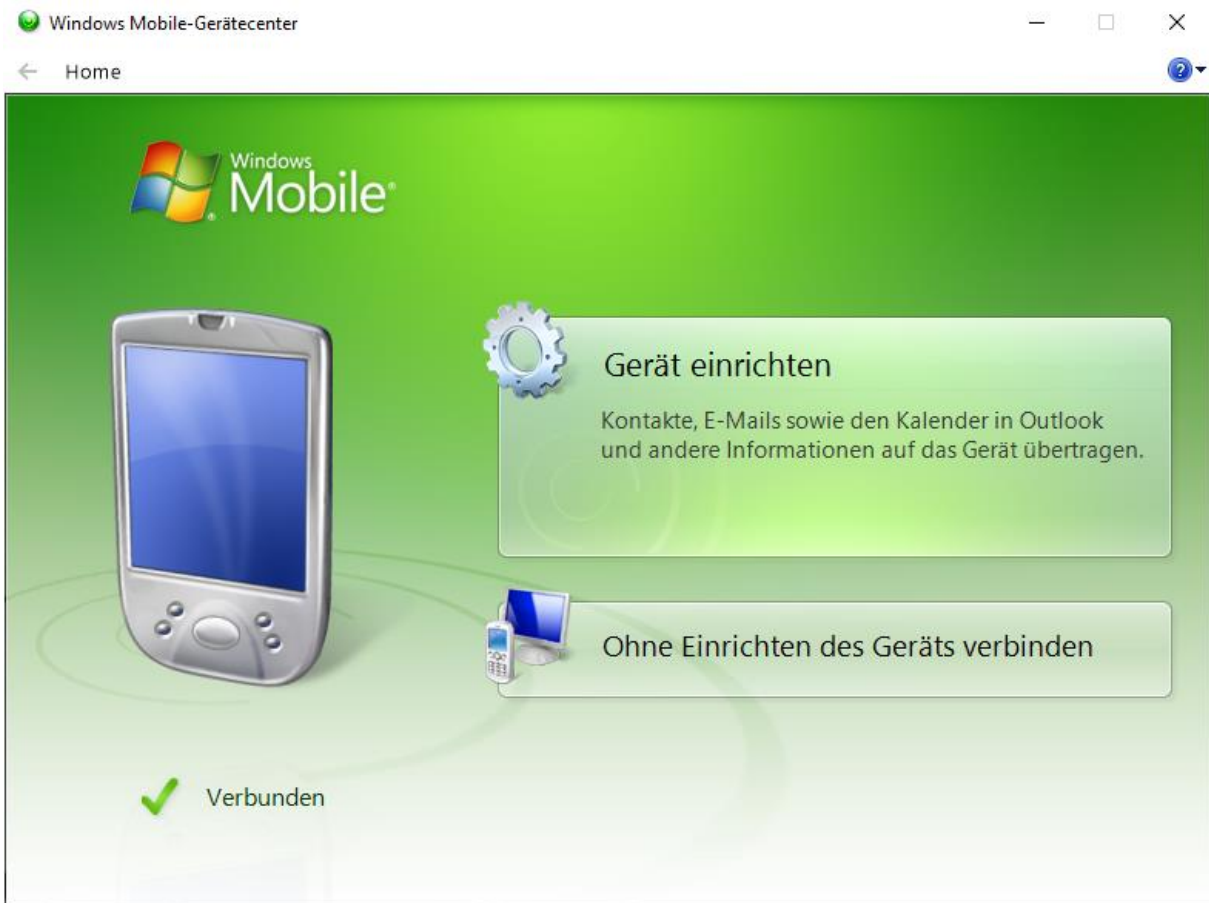 Windows Mobile-Gerätecenter
Home
?
Windows
Mobile®
Gerät einrichten
Kontakte, E-Mails sowie den Kalender in Outlook
und andere Informationen auf das Gerät übertragen.
Ohne Einrichten des Geräts verbinden
Verbunden